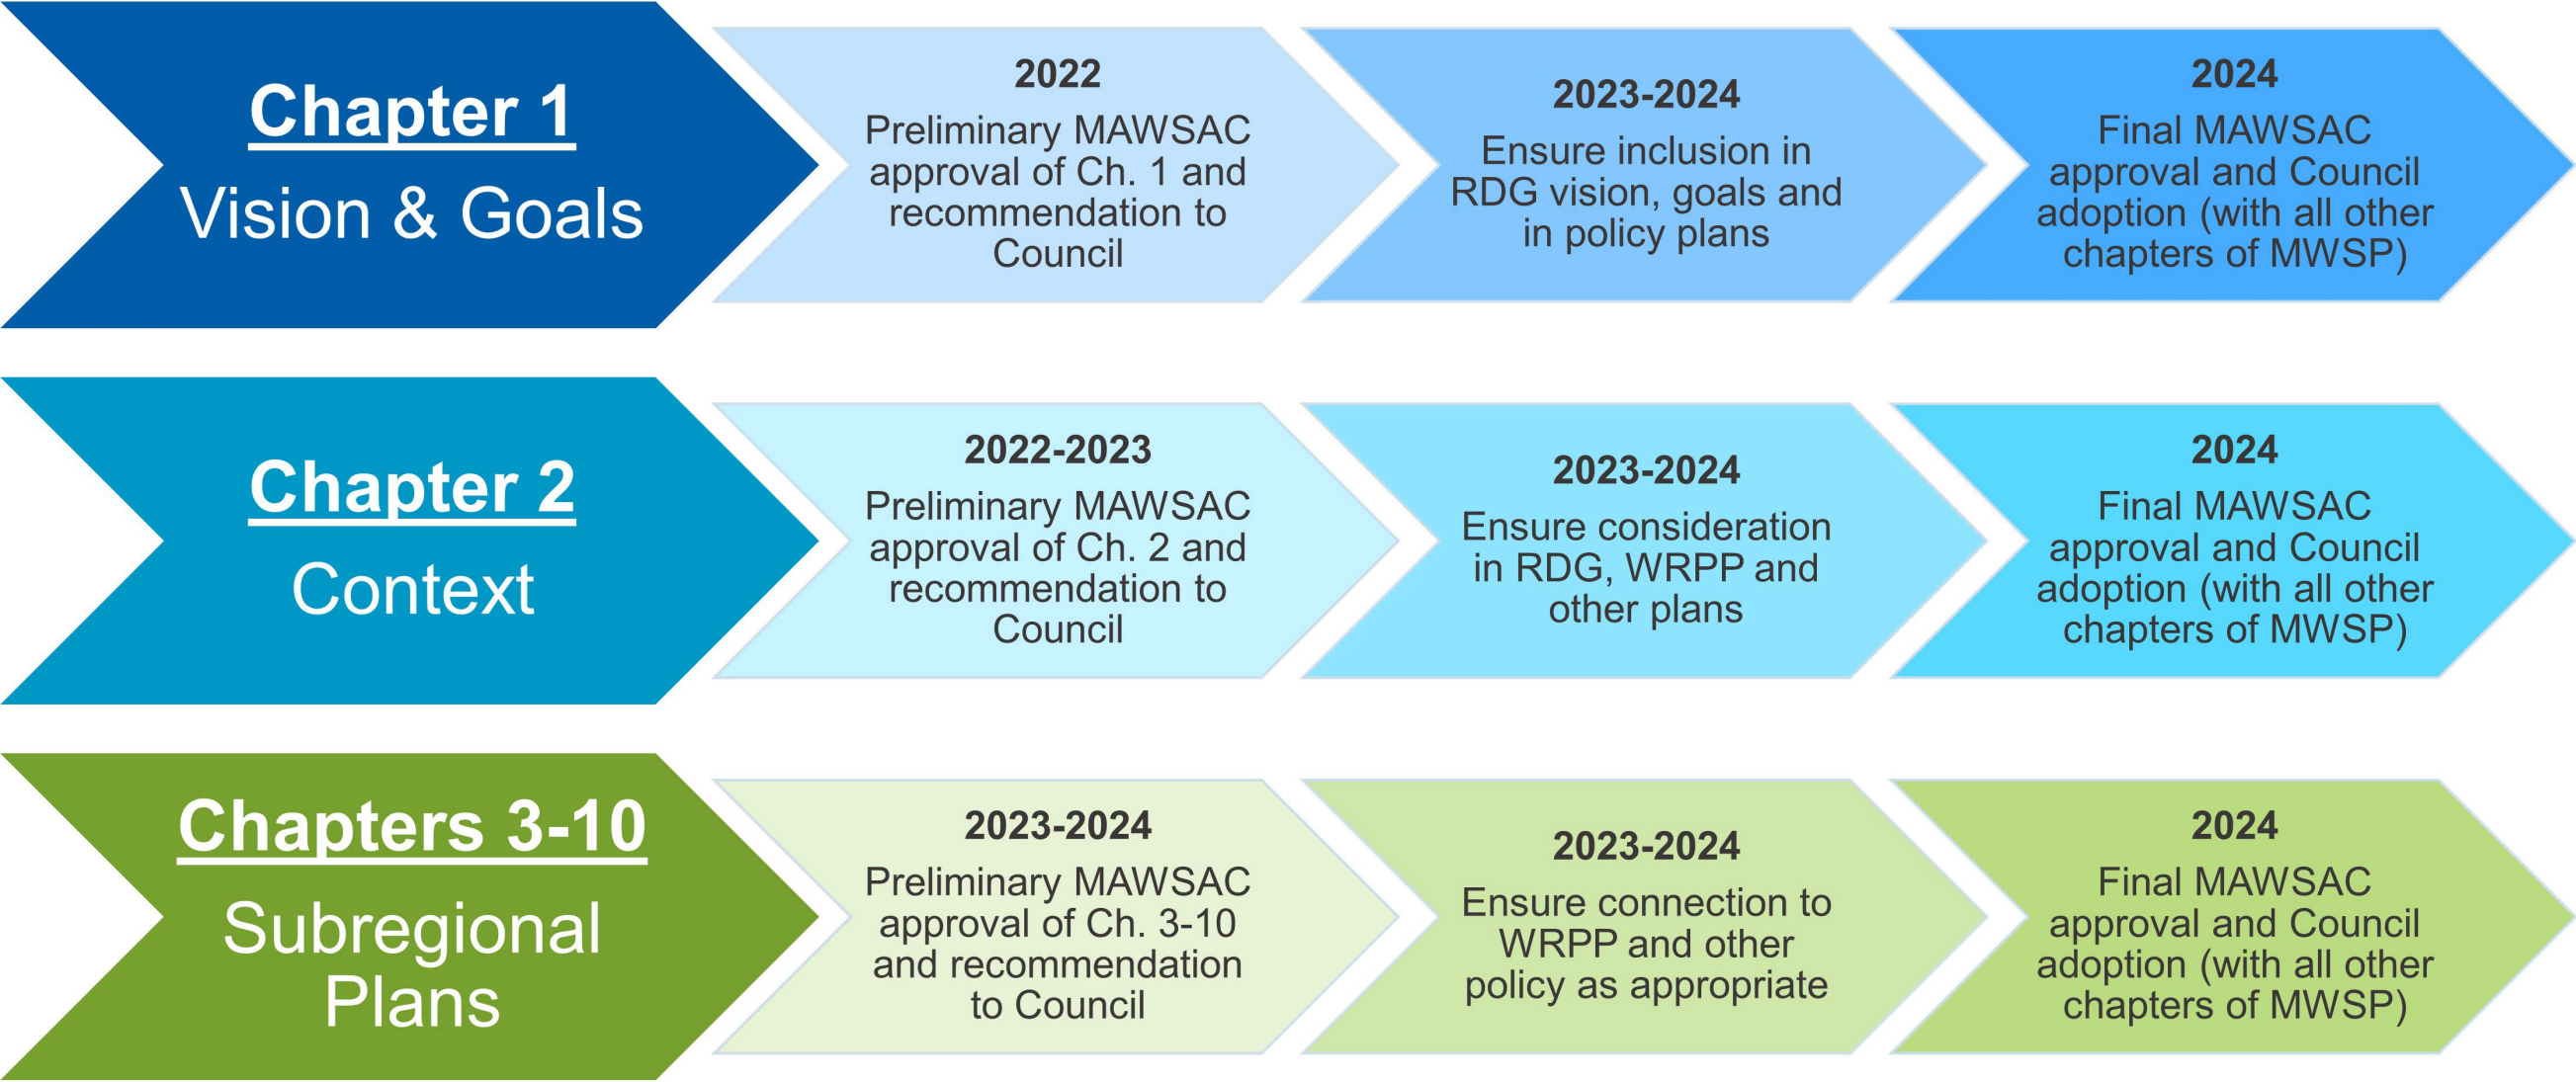 Chapter 1
Vision & Goals
2022
Preliminary MAWSAC
approval of Ch. 1 and
recommendation to
Council
2023-2024
Ensure inclusion in
RDG vision, goals and
in policy plans
2024
Final MAWSAC
approval and Council
adoption (with all other
chapters of MWSP)
Chapter 2
Context
2022-2023
Preliminary MAWSAC
approval of Ch. 2 and
recommendation to
Council
2023-2024
Ensure consideration
in RDG, WRPP and
other plans
2024
Final MAWSAC
approval and Council
adoption (with all other
chapters of MWSP)
Chapters 3-10
Subregional
Plans
2023-2024
Preliminary MAWSAC
approval of Ch. 3-10
and recommendation
to Council
2023-2024
Ensure connection to
WRPP and other
policy as appropriate
2024
Final MAWSAC
approval and Council
adoption (with all other
chapters of MWSP)